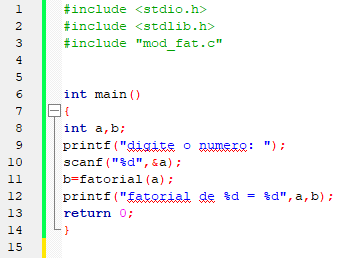 1 #include <stdio.h>
2 #include <stdlib.h>
3 #include "mod_fat.c"
4
5
6 int main()
7 {
8 int a,b;
9 printf("digite o numero: ");
10 scanf("%d",&a);
11 b=fatorial(a);
12 printf("fatorial de %d = %d",a,b);
13 return 0;
14 }
15